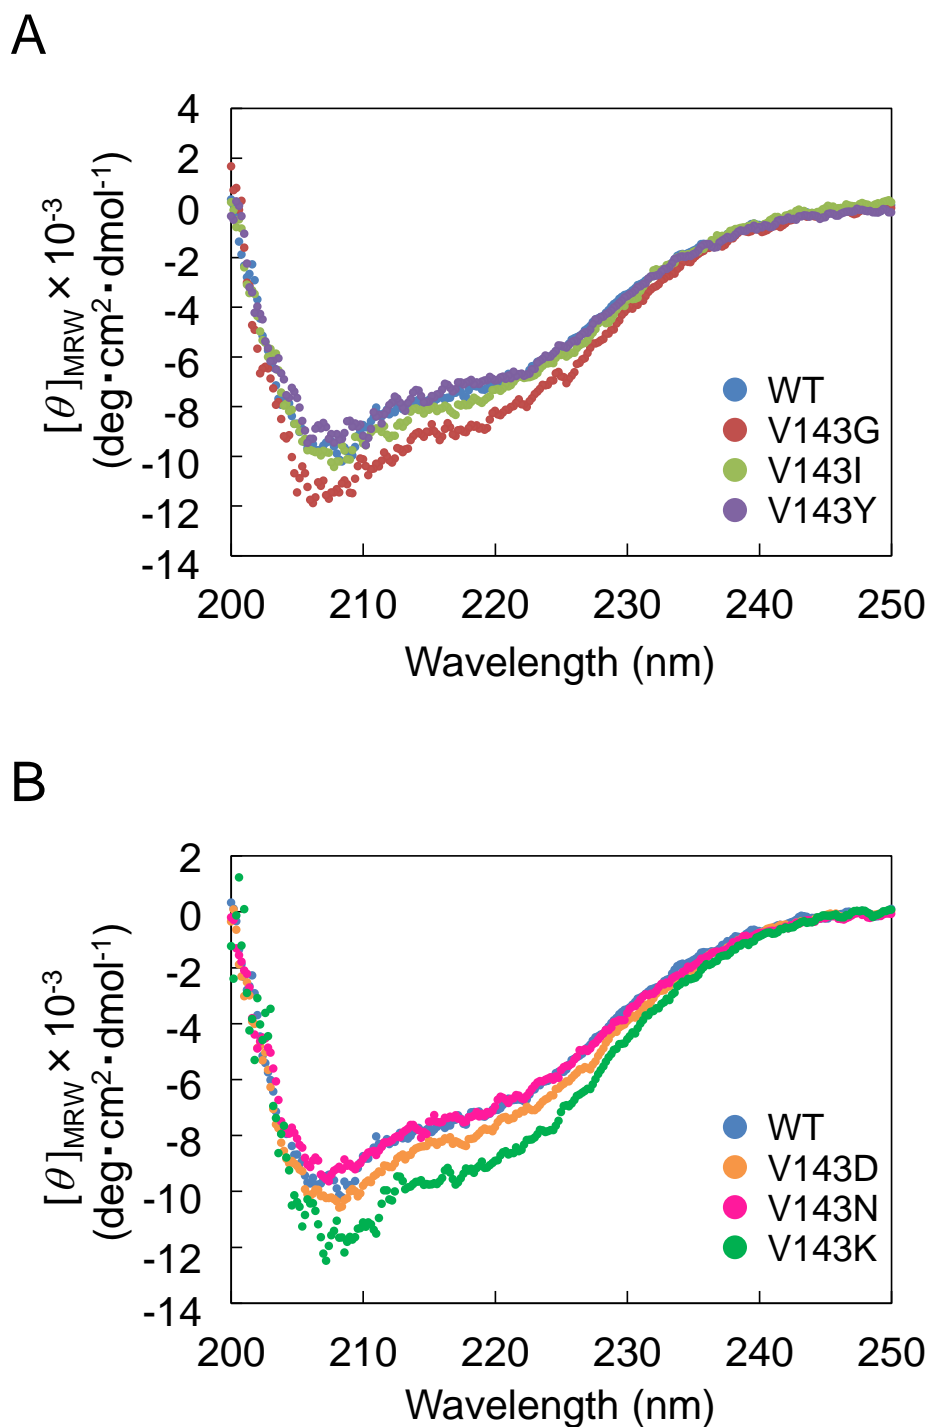 A
4
2
0
-2
-4
-6
-8
-10
-12
-14
[θ]MRW × 10-3
(deg・cm2・dmol-1)
WT
V143G
V143I
V143Y
200 210 220 230 240 250
Wavelength (nm)
B
2
0
-2
-4
-6
-8
-10
-12
-14
[θ]MRW × 10-3
(deg・cm2・dmol-1)
WT
V143D
V143N
V143K
200 210 220 230 240 250
Wavelength (nm)